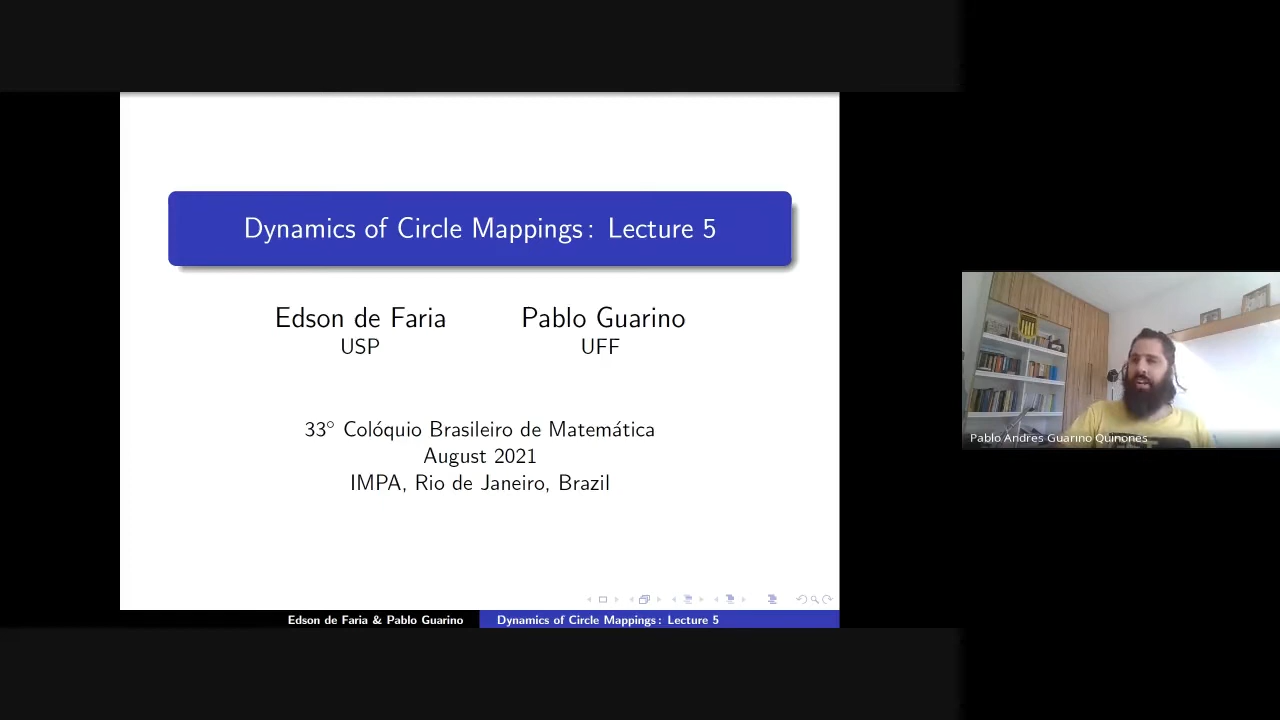 Dynamics of Circle Mappings: Lecture 5
Edson de Faria Pablo Guarino
USP UFF
33° Colóquio Brasileiro de Matemática
August 2021
IMPA, Rio de Janeiro, Brazil
Edson de Faria & Pablo Guarino Dynamics of Circle Mappings: Lecture 5
Pablo Andres Guarino Quinones